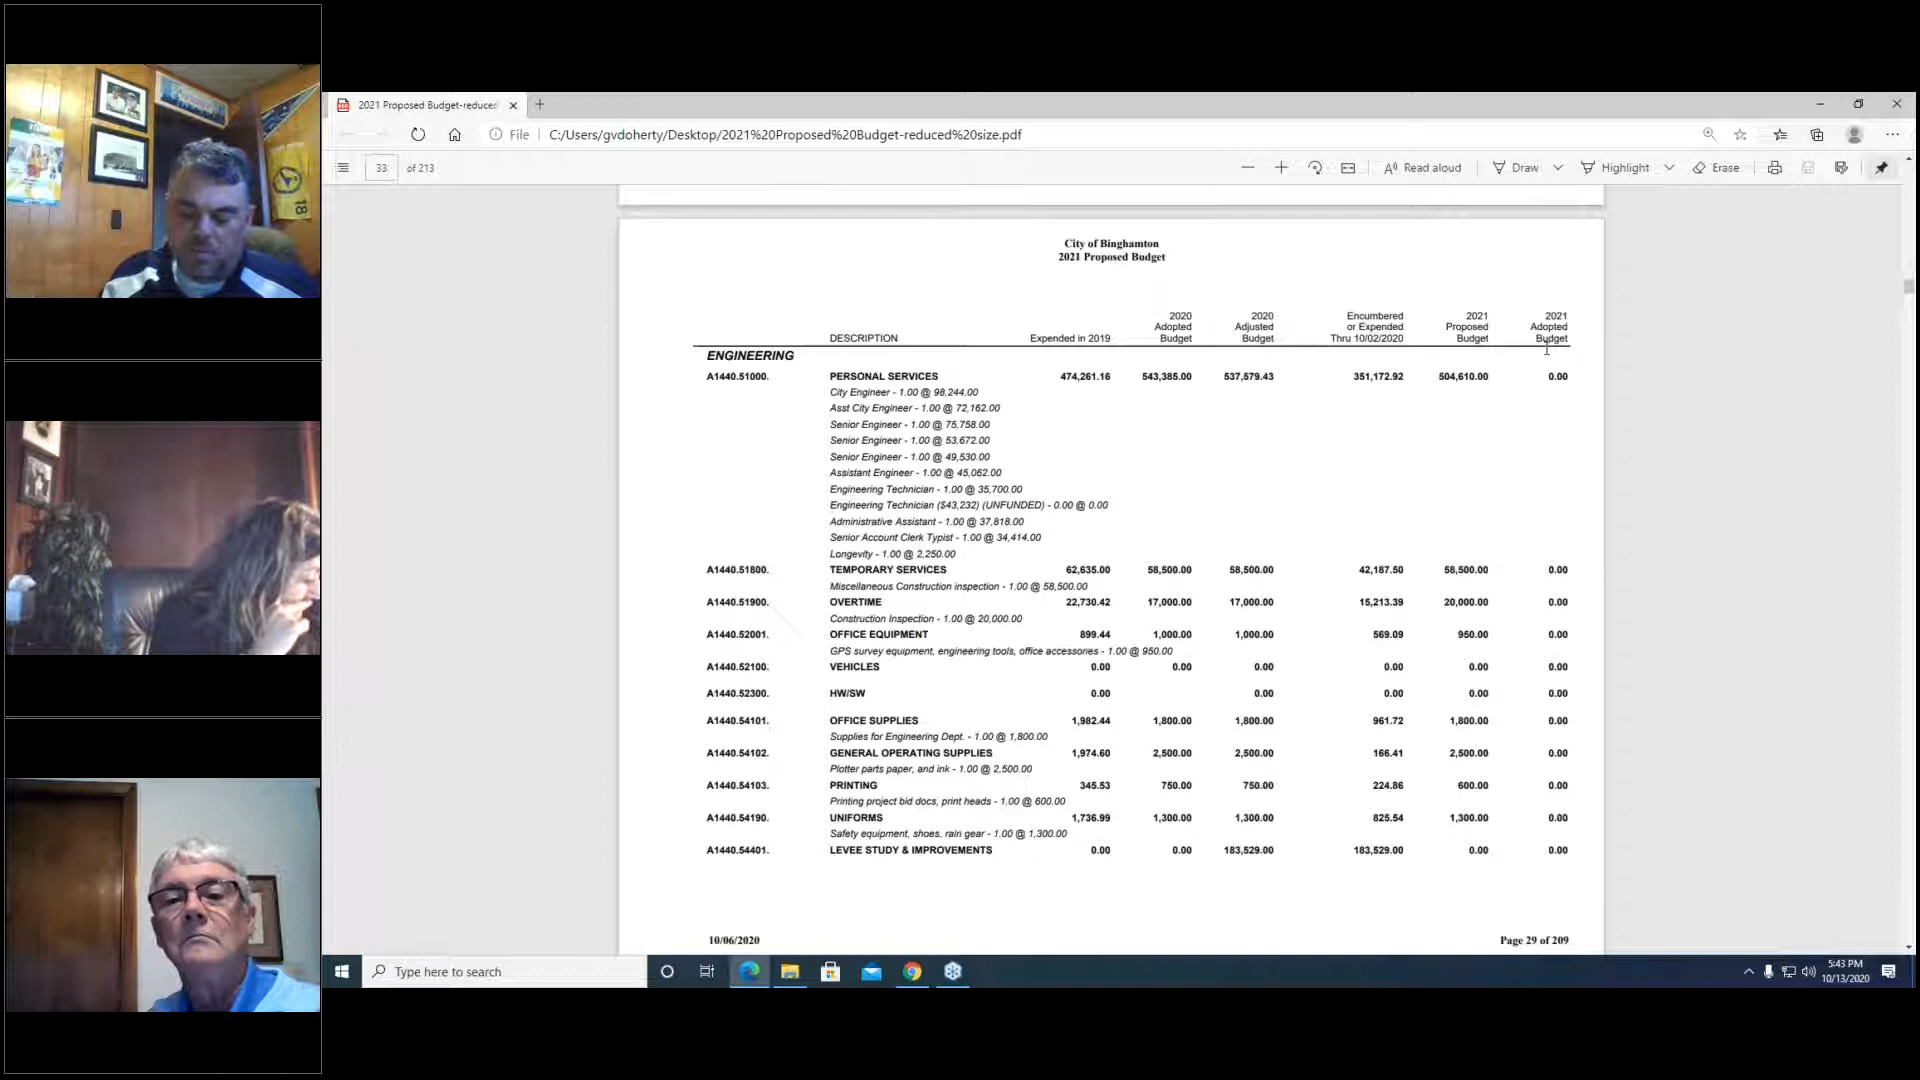 2021 Proposed Budget-reduced
File C:/Users/gvdoherty/Desktop/2021%20Proposed%20Budget-reduced%20size.pdf
33 of 213 Read aloud Draw Highlight Erase
City of Binghamton
2021 Proposed Budget
DESCRIPTION Expended in 2019 2020 Adopted Budget 2020 Adjusted Budget Encumbered or Expended Thru 10/02/2020 2021 Proposed Budget 2021 Adopted Budget
ENGINEERING
A1440.51000. PERSONAL SERVICES 474,261.16 543,385.00 537,579.43 351,172.92 504,610.00 0.00
City Engineer - 1.00 @ 98,244.00
Asst City Engineer - 1.00 @ 72,162.00
Senior Engineer - 1.00 @ 75,758.00
Senior Engineer - 1.00 @ 53,672.00
Senior Engineer - 1.00 @ 49,530.00
Assistant Engineer - 1.00 @ 45,062.00
Engineering Technician - 1.00 @ 35,700.00
Engineering Technician ($43,232) (UNFUNDED) - 0.00 @ 0.00
Administrative Assistant - 1.00 @ 37,818.00
Senior Account Clerk Typist - 1.00 @ 34,414.00
Longevity - 1.00 @ 2,250.00
A1440.51800. TEMPORARY SERVICES 62,635.00 58,500.00 58,500.00 42,187.50 58,500.00 0.00
Miscellaneous Construction inspection - 1.00 @ 58,500.00
A1440.51900. OVERTIME 22,730.42 17,000.00 17,000.00 15,213.39 20,000.00 0.00
Construction Inspection - 1.00 @ 20,000.00
A1440.52001. OFFICE EQUIPMENT 899.44 1,000.00 1,000.00 569.09 950.00 0.00
GPS survey equipment, engineering tools, office accessories - 1.00 @ 950.00
A1440.52100. VEHICLES 0.00 0.00 0.00 0.00 0.00 0.00
A1440.52300. HW/SW 0.00 0.00 0.00 0.00 0.00
A1440.54101. OFFICE SUPPLIES 1,982.44 1,800.00 1,800.00 961.72 1,800.00 0.00
Supplies for Engineering Dept. - 1.00 @ 1,800.00
A1440.54102. GENERAL OPERATING SUPPLIES 1,974.60 2,500.00 2,500.00 166.41 2,500.00 0.00
Plotter parts paper, and ink - 1.00 @ 2,500.00
A1440.54103. PRINTING 345.53 750.00 750.00 224.86 600.00 0.00
Printing project bid docs, print heads - 1.00 @ 600.00
A1440.54190. UNIFORMS 1,736.99 1,300.00 1,300.00 825.54 1,300.00 0.00
Safety equipment, shoes, rain gear - 1.00 @ 1,300.00
A1440.54401. LEVEE STUDY & IMPROVEMENTS 0.00 0.00 183,529.00 183,529.00 0.00 0.00
10/06/2020 Page 29 of 209
Type here to search
5:43 PM
10/13/2020